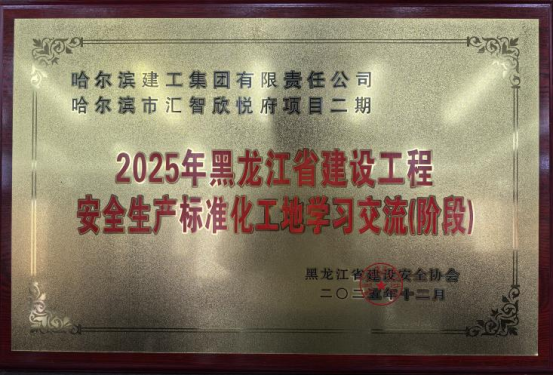 哈尔滨建工集团有限责任公司
哈尔滨市汇智欣悦府项目二期
2025年黑龙江省建设工程
安全生产标准化工地学习交流(阶段)
黑龙江省建设安全协会
二〇二五年十二月